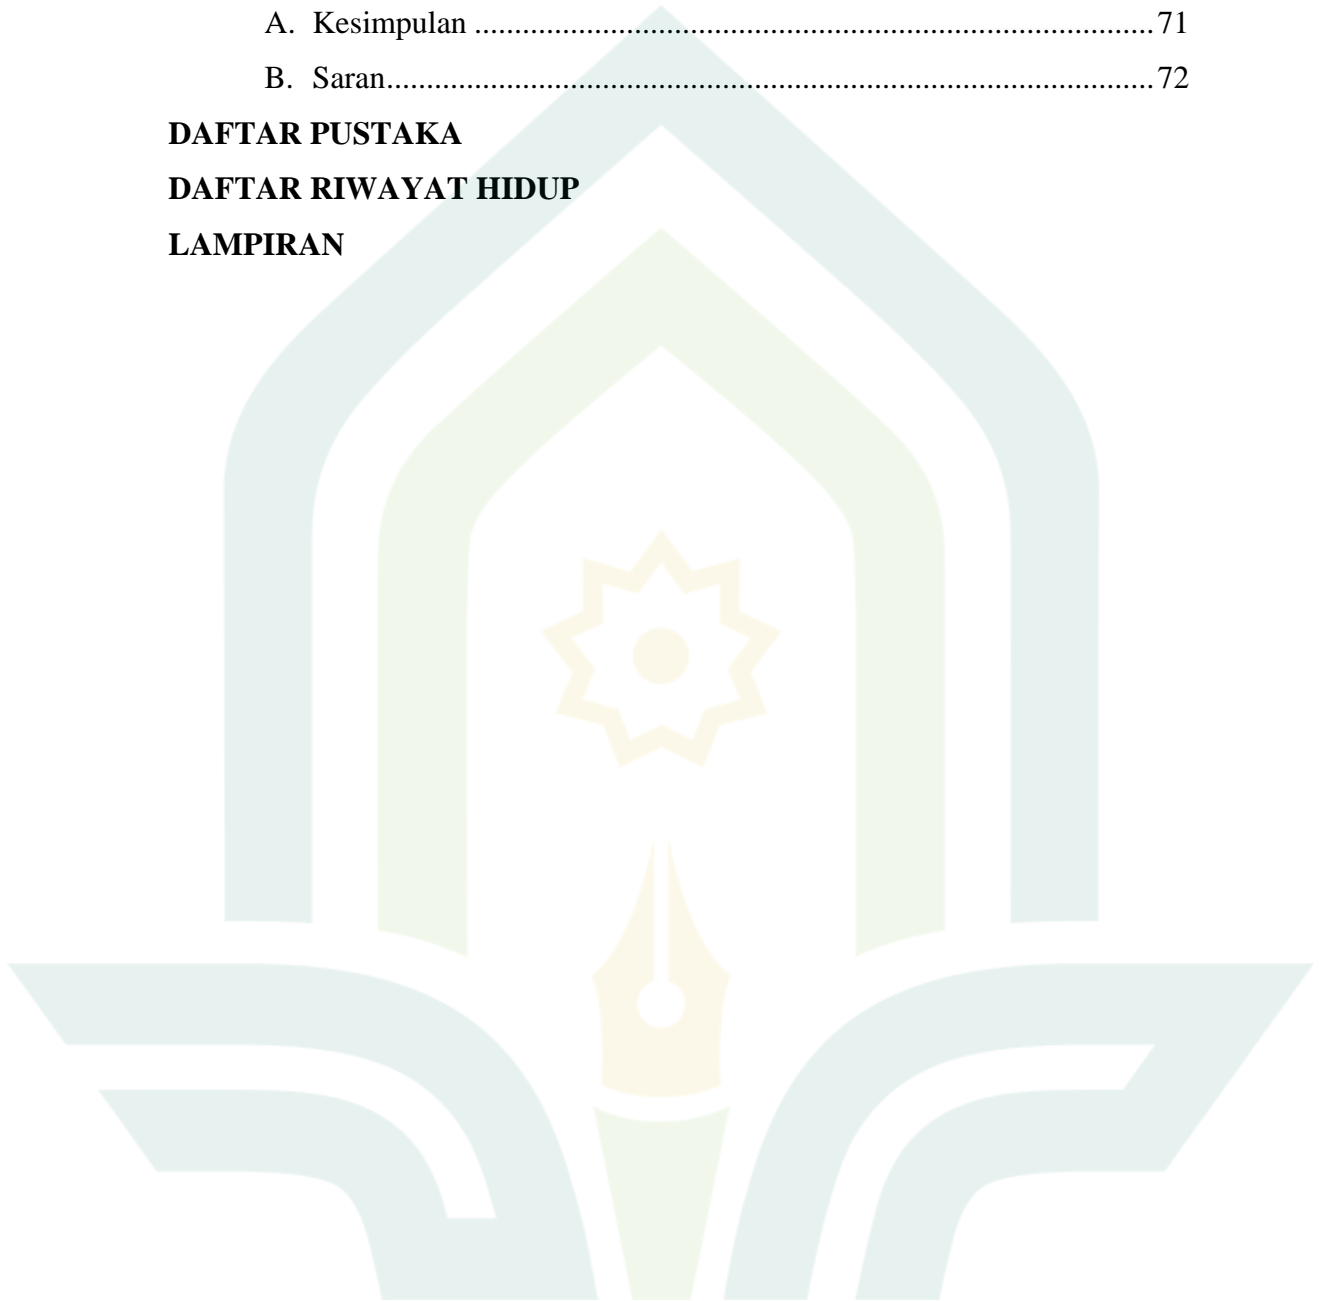 A. Kesimpulan ..................................................................................... 71
B. Saran................................................................................................ 72
DAFTAR PUSTAKA
DAFTAR RIWAYAT HIDUP
LAMPIRAN